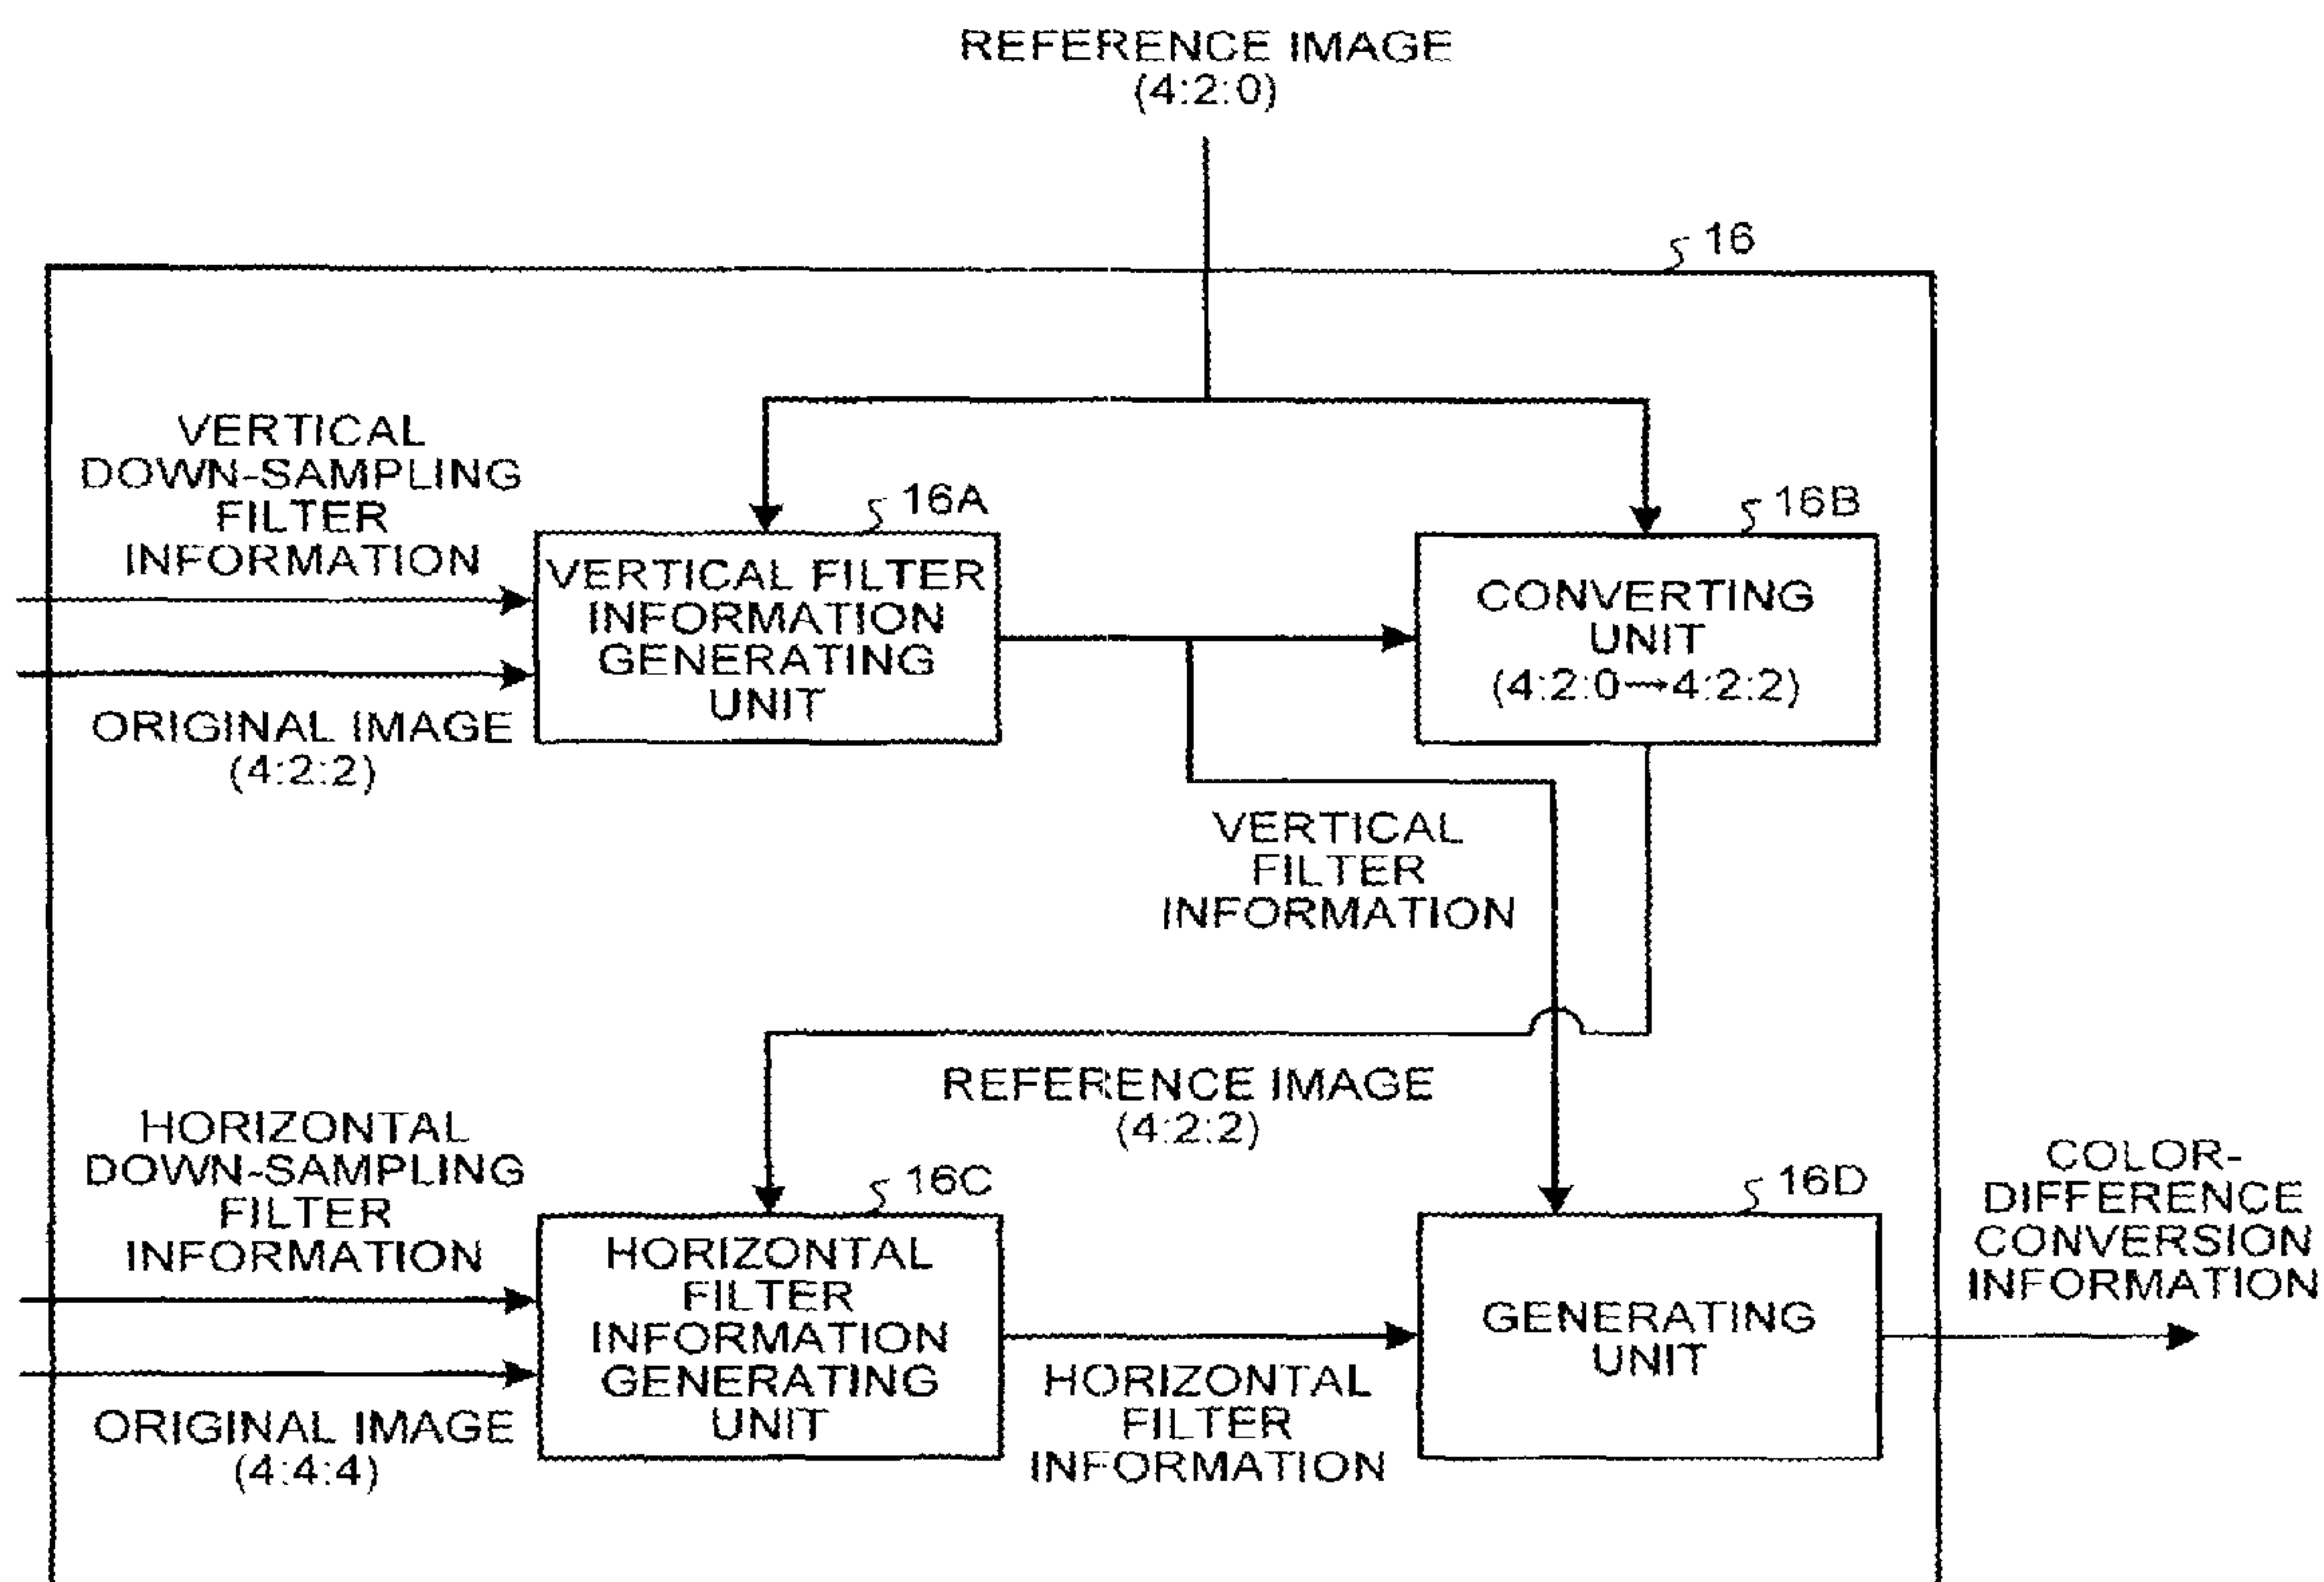 REFERENCE IMAGE
(4:2:0)
16
VERTICAL
DOWN-SAMPLING
FILTER
INFORMATION
ORIGINAL IMAGE
(4:2:2)
16A
VERTICAL FILTER
INFORMATION
GENERATING
UNIT
16B
CONVERTING
UNIT
(4:2:0→4:2:2)
VERTICAL
FILTER
INFORMATION
REFERENCE IMAGE
(4:2:2)
HORIZONTAL
DOWN-SAMPLING
FILTER
INFORMATION
ORIGINAL IMAGE
(4:4:4)
16C
HORIZONTAL
FILTER
INFORMATION
GENERATING
UNIT
HORIZONTAL
FILTER
INFORMATION
16D
GENERATING
UNIT
COLOR-
DIFFERENCE
CONVERSION
INFORMATION